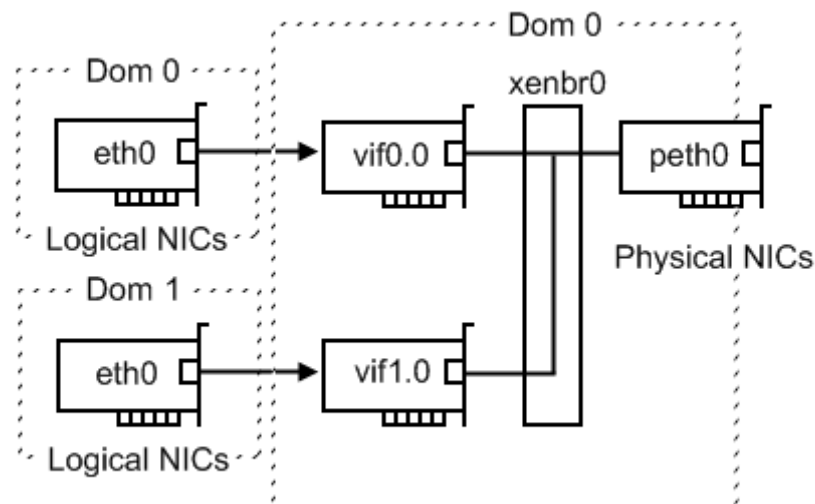 Dom 0
Dom 0
xenbr0
eth0
vif0.0
peth0
Logical NICs
Physical NICs
Dom 1
eth0
vif1.0
Logical NICs